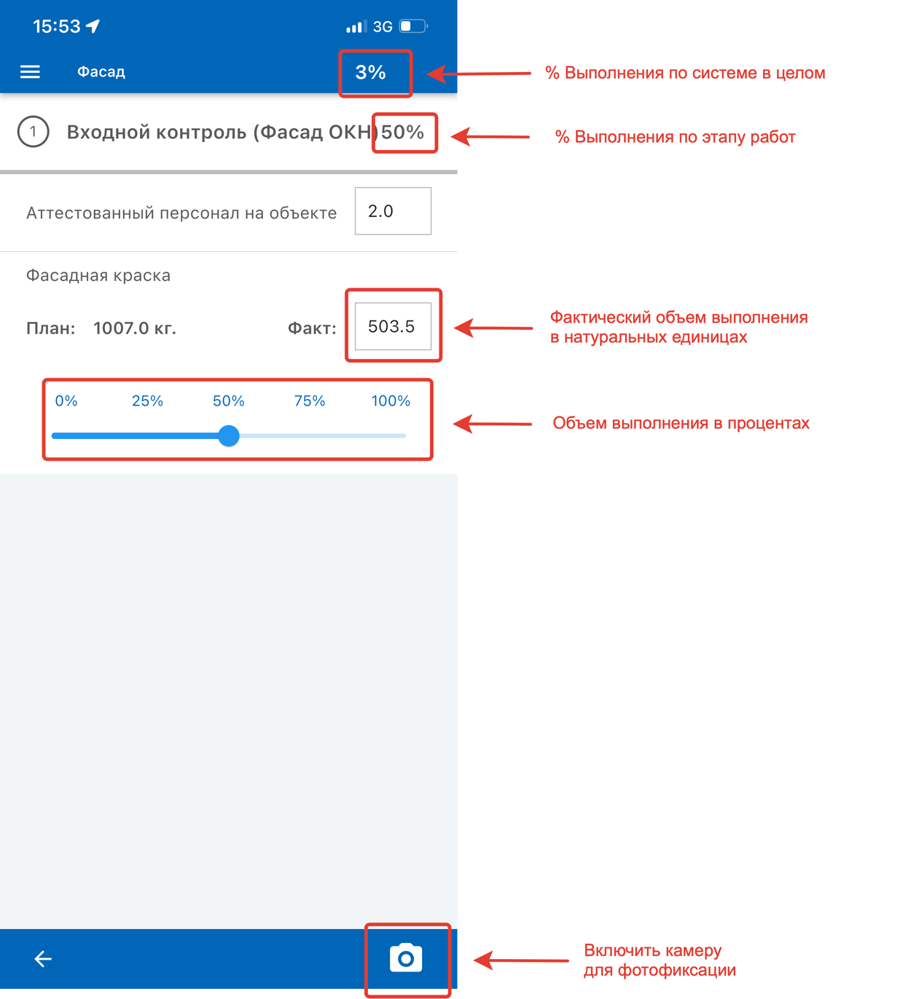 15:53 3G
Фасад 3%
% Выполнения по системе в целом
1 Входной контроль (Фасад ОКН) 50%
% Выполнения по этапу работ
Аттестованный персонал на объекте 2.0
Фасадная краска
План: 1007.0 кг. Факт: 503.5
Фактический объем выполнения
в натуральных единицах
0% 25% 50% 75% 100%
Объем выполнения в процентах
Включить камеру
для фотофиксации